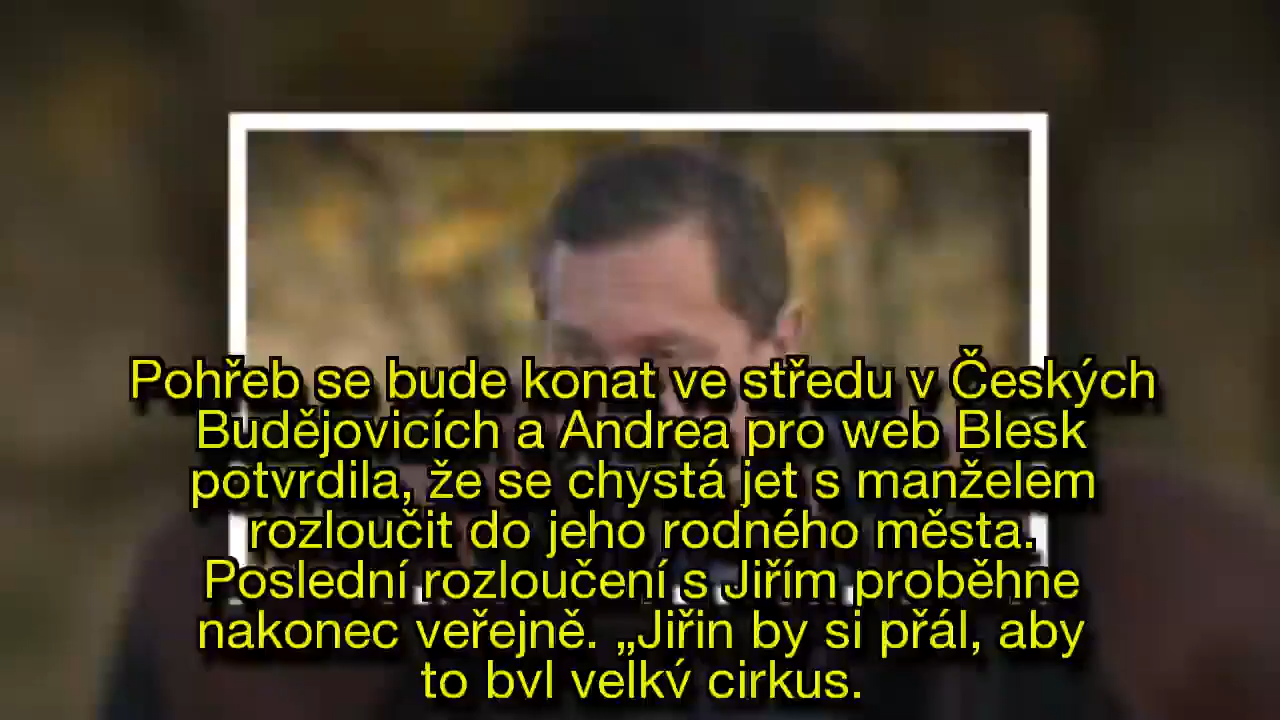 Pohřeb se bude konat ve středu v Českých
Budějovicích a Andrea pro web Blesk
potvrdila, že se chystá jet s manželem
rozloučit do jeho rodného města.
Poslední rozloučení s Jiřím proběhne
nakonec veřejně. „Jiřin by si přál, aby
to byl velký cirkus.